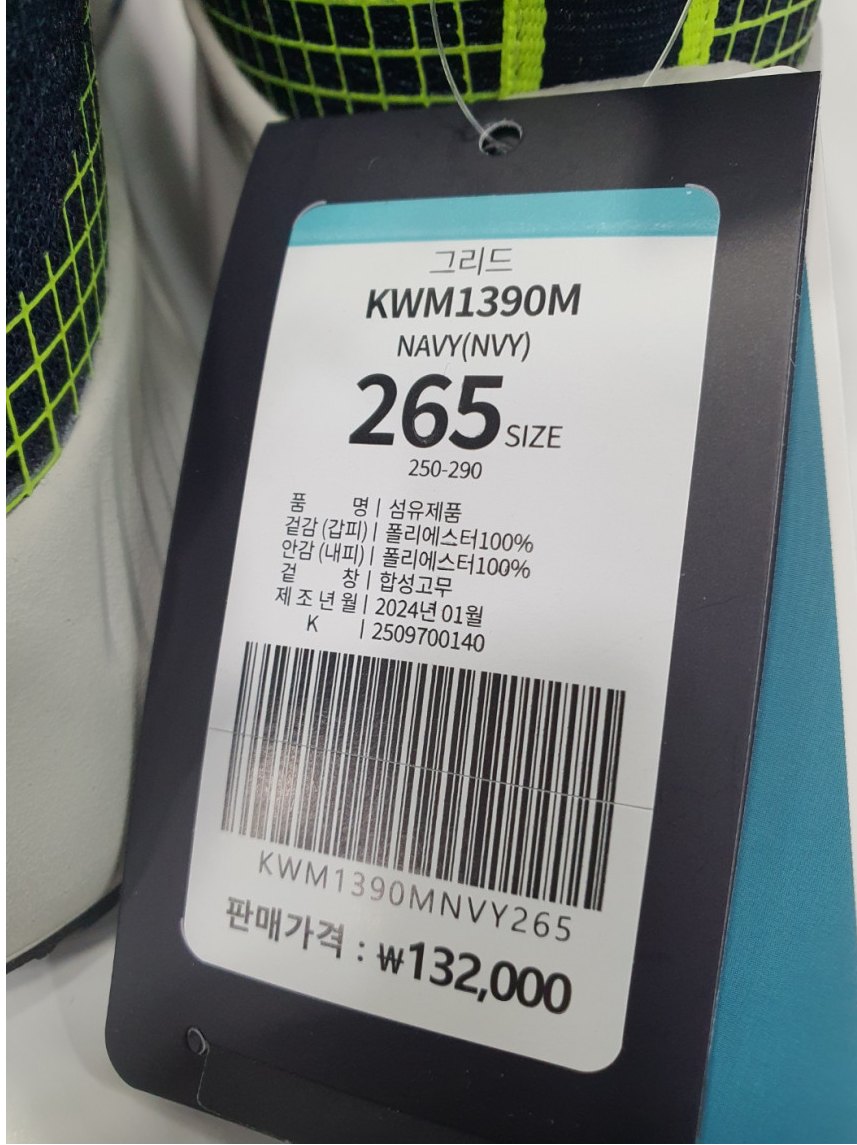 그리드
KWM1390M
NAVY(NVY)
265 SIZE
250-290
품 명 | 섬유제품
겉감 (갑피) | 폴리에스터100%
안감 (내피) | 폴리에스터100%
겉 창 | 합성고무
제 조 년 월 | 2024년 01월
K | 2509700140
KWM1390MNVY265
판매가격 : ₩132,000